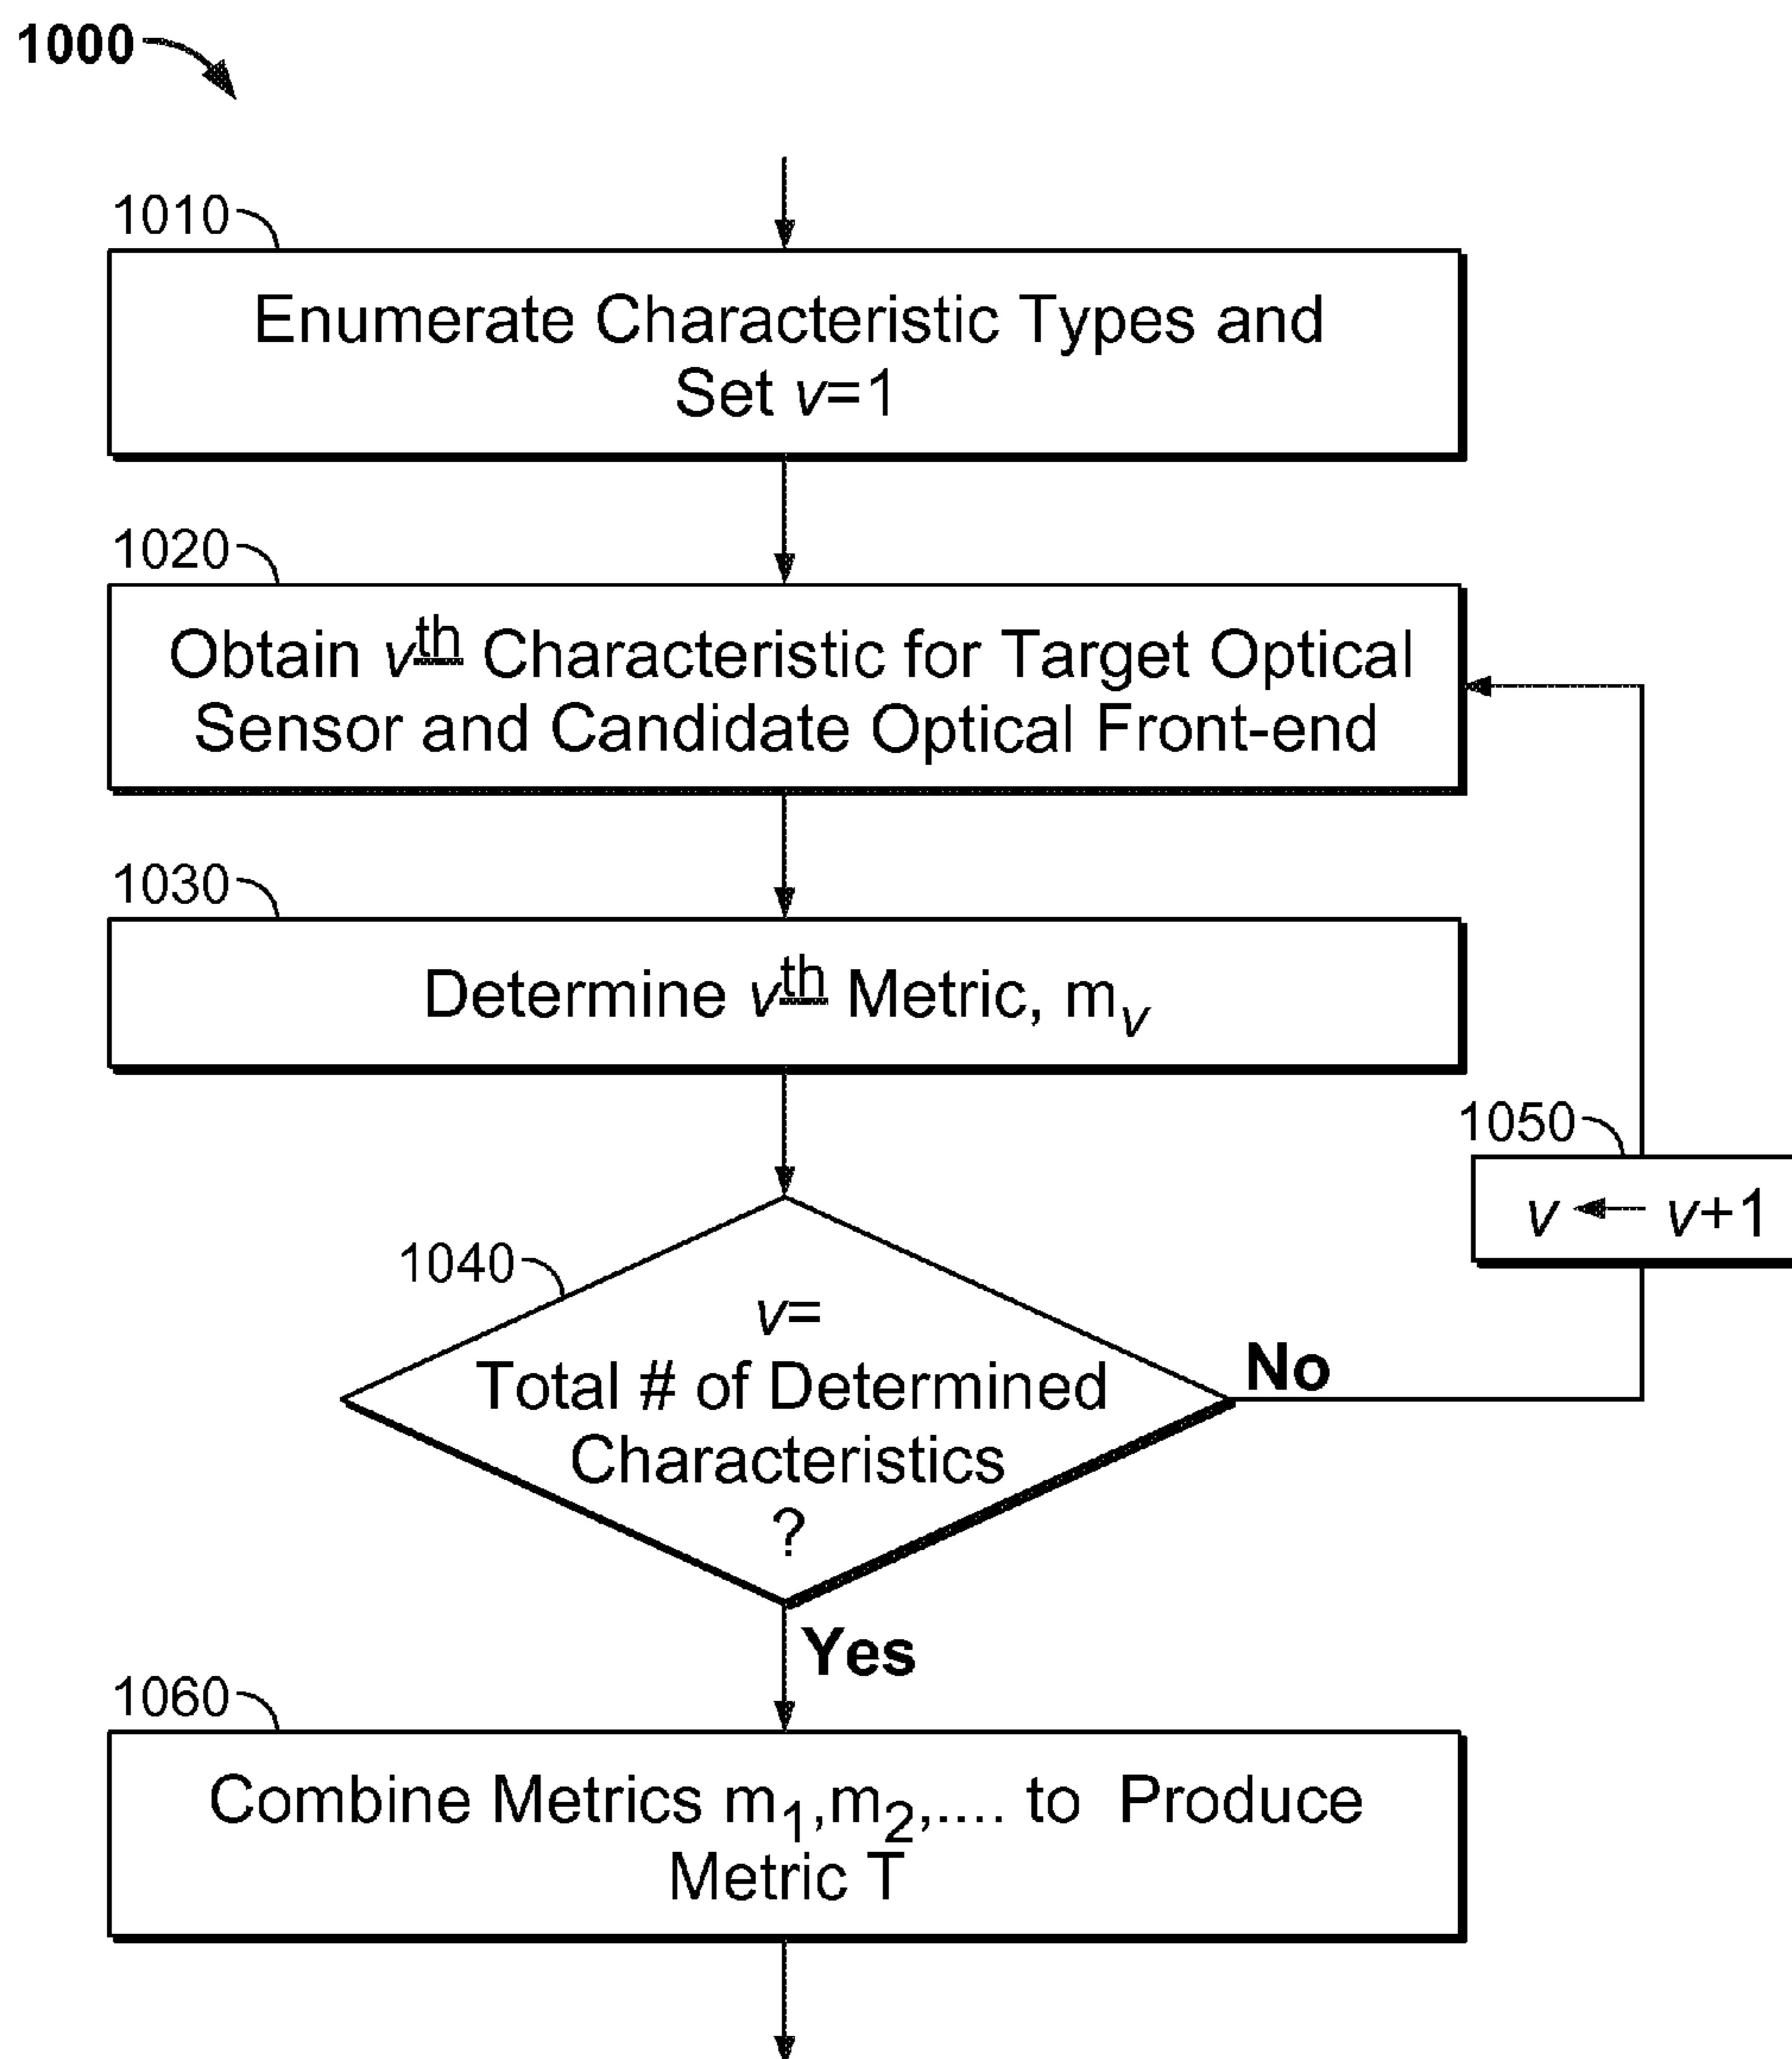 1000
1010
Enumerate Characteristic Types and
Set v=1
1020
Obtain vth Characteristic for Target Optical
Sensor and Candidate Optical Front-end
1030
Determine vth Metric, mv
1050
v ← v+1
1040
v=
Total # of Determined
Characteristics
?
No
Yes
1060
Combine Metrics m1,m2,.... to Produce
Metric T